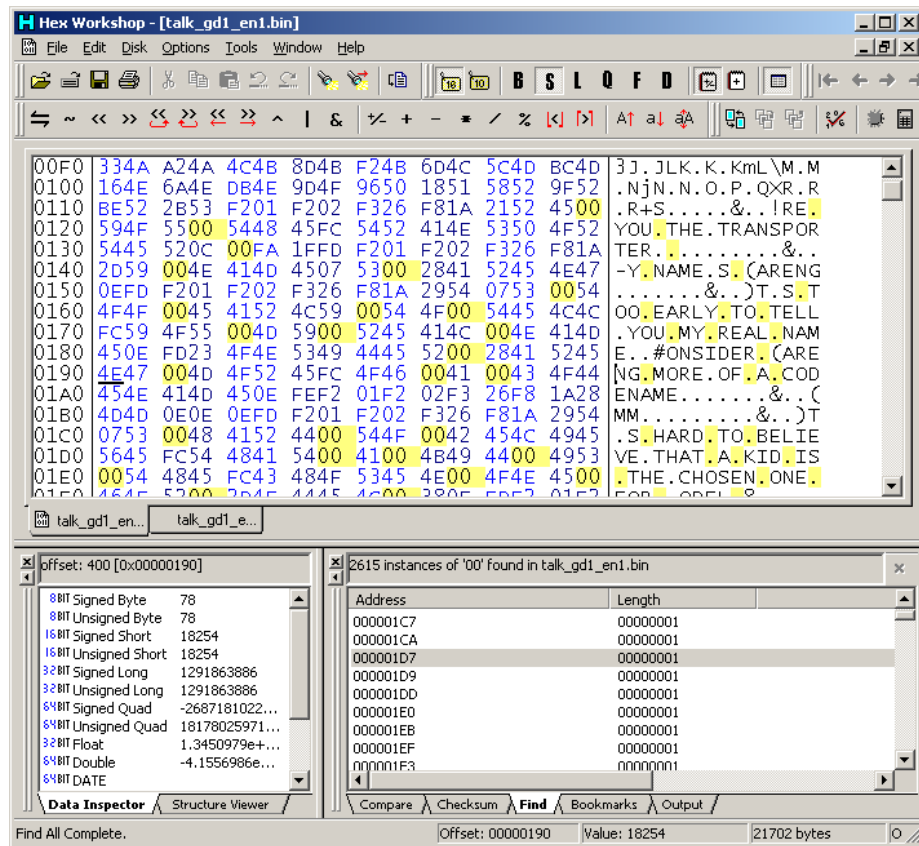 Hex Workshop - [talk_gd1_en1.bin]
File Edit Disk Options Tools Window Help
16 10 B S L Q F D
<< >> & +/- + - * / % A↑ a↓
00F0 334A A24A 4C4B 8D4B F24B 6D4C 5C4D BC4D 3J.JLK.K.KmL\M.M
0100 164E 6A4E DB4E 9D4F 9650 1851 5852 9F52 .NjN.N.O.P.QXR.R
0110 BE52 2B53 F201 F202 F326 F81A 2152 4500 .R+S.....&..!RE.
0120 594F 5500 5448 45FC 5452 414E 5350 4F52 YOU.THE.TRANSPOR
0130 5445 520C 00FA 1FFD F201 F202 F326 F81A TER..........&..
0140 2D59 004E 414D 4507 5300 2841 5245 4E47 -Y.NAME.S.(ARENG
0150 0EFD F201 F202 F326 F81A 2954 0753 0054 .......&..)T.S.T
0160 4F4F 0045 4152 4C59 0054 4F00 5445 4C4C OO.EARLY.TO.TELL
0170 FC59 4F55 004D 5900 5245 414C 004E 414D .YOU.MY.REAL.NAM
0180 450E FD23 4F4E 5349 4445 5200 2841 5245 E..#ONSIDER.(ARE
0190 4E47 004D 4F52 45FC 4F46 0041 0043 4F44 NG.MORE.OF.A.COD
01A0 454E 414D 450E FEF2 01F2 02F3 26F8 1A28 ENAME.......&..(
01B0 4D4D 0E0E 0EFD F201 F202 F326 F81A 2954 MM.........&..)T
01C0 0753 0048 4152 4400 544F 0042 454C 4945 .S.HARD.TO.BELIE
01D0 5645 FC54 4841 5400 4100 4B49 4400 4953 VE.THAT.A.KID.IS
01E0 0054 4845 FC43 484F 5345 4E00 4F4E 4500 .THE.CHOSEN.ONE.
talk_gd1_en... talk_gd1_e...
offset: 400 [0x00000190]
8BIT Signed Byte 78
8BIT Unsigned Byte 78
16BIT Signed Short 18254
16BIT Unsigned Short 18254
32BIT Signed Long 1291863886
32BIT Unsigned Long 1291863886
64BIT Signed Quad -2687181022...
64BIT Unsigned Quad 18178025971...
32BIT Float 1.3450979e+...
64BIT Double -4.1556986e...
64BIT DATE
Data Inspector Structure Viewer
2615 instances of '00' found in talk_gd1_en1.bin
Address Length
000001C7 00000001
000001CA 00000001
000001D7 00000001
000001D9 00000001
000001DD 00000001
000001E0 00000001
000001EB 00000001
000001EF 00000001
000001F3 00000001
Compare Checksum Find Bookmarks Output
Find All Complete. Offset: 00000190 Value: 18254 21702 bytes O